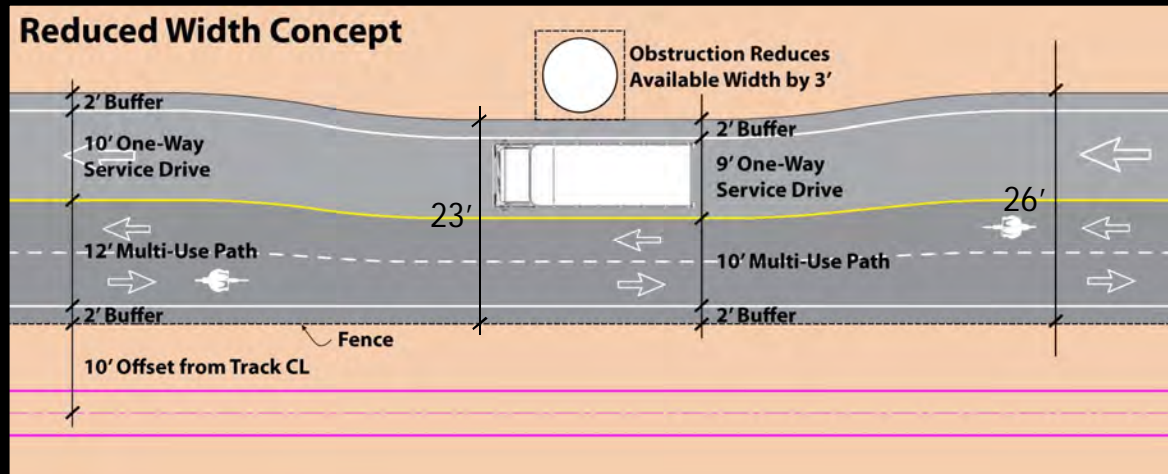 Reduced Width Concept
Obstruction Reduces
Available Width by 3’
2’ Buffer
10’ One-Way
Service Drive
12’ Multi-Use Path
2’ Buffer
23’
2’ Buffer
9’ One-Way
Service Drive
10’ Multi-Use Path
2’ Buffer
26’
Fence
10’ Offset from Track CL